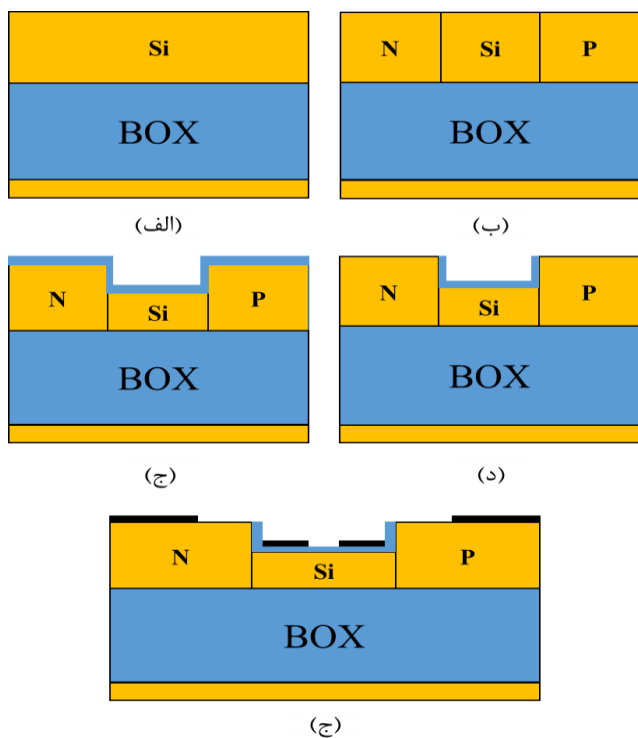 Si
BOX
(الف)
N Si P
BOX
(ب)
N Si P
BOX
(ج)
N Si P
BOX
(د)
N Si P
BOX
(ج)